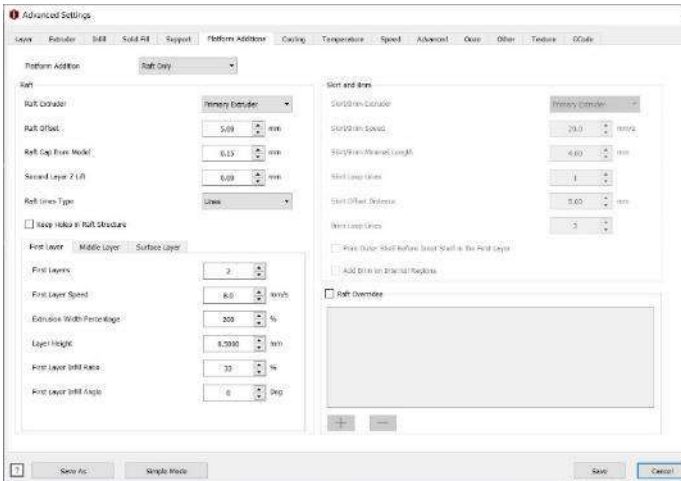 Advanced Settings
Layer Extruder Infill Solid Fill Support Platform Additions Cooling Temperature Speed Advanced Ooze Other Texture GCode
Platform Addition Raft Only
Raft
Raft Extruder Primary Extruder
Raft Offset 5.00 mm
Raft Gap from Model 0.15 mm
Second Layer Z Lift 0.00 mm
Raft Lines Type Lines
Keep Holes in Raft Structure
First Layer Middle Layer Surface Layer
First Layers 2
First Layer Speed 8.0 mm/s
Extrusion Width Percentage 200 %
Layer Height 0.5000 mm
First Layer Infill Ratio 33 %
First Layer Infill Angle 0 Deg
Skirt and Brim
Skirt/Brim Extruder Primary Extruder
Skirt/Brim Speed 20.0 mm/s
Skirt/Brim Minimal Length 4.00 mm
Skirt Loop Lines 1
Skirt Offset Distance 5.00 mm
Brim Loop Lines
Print Outer Shell Before Inner Shell in the First Layer
Add Brim on Internal Regions
Raft Overrides
+ −
? Save As Simple Mode Save Cancel